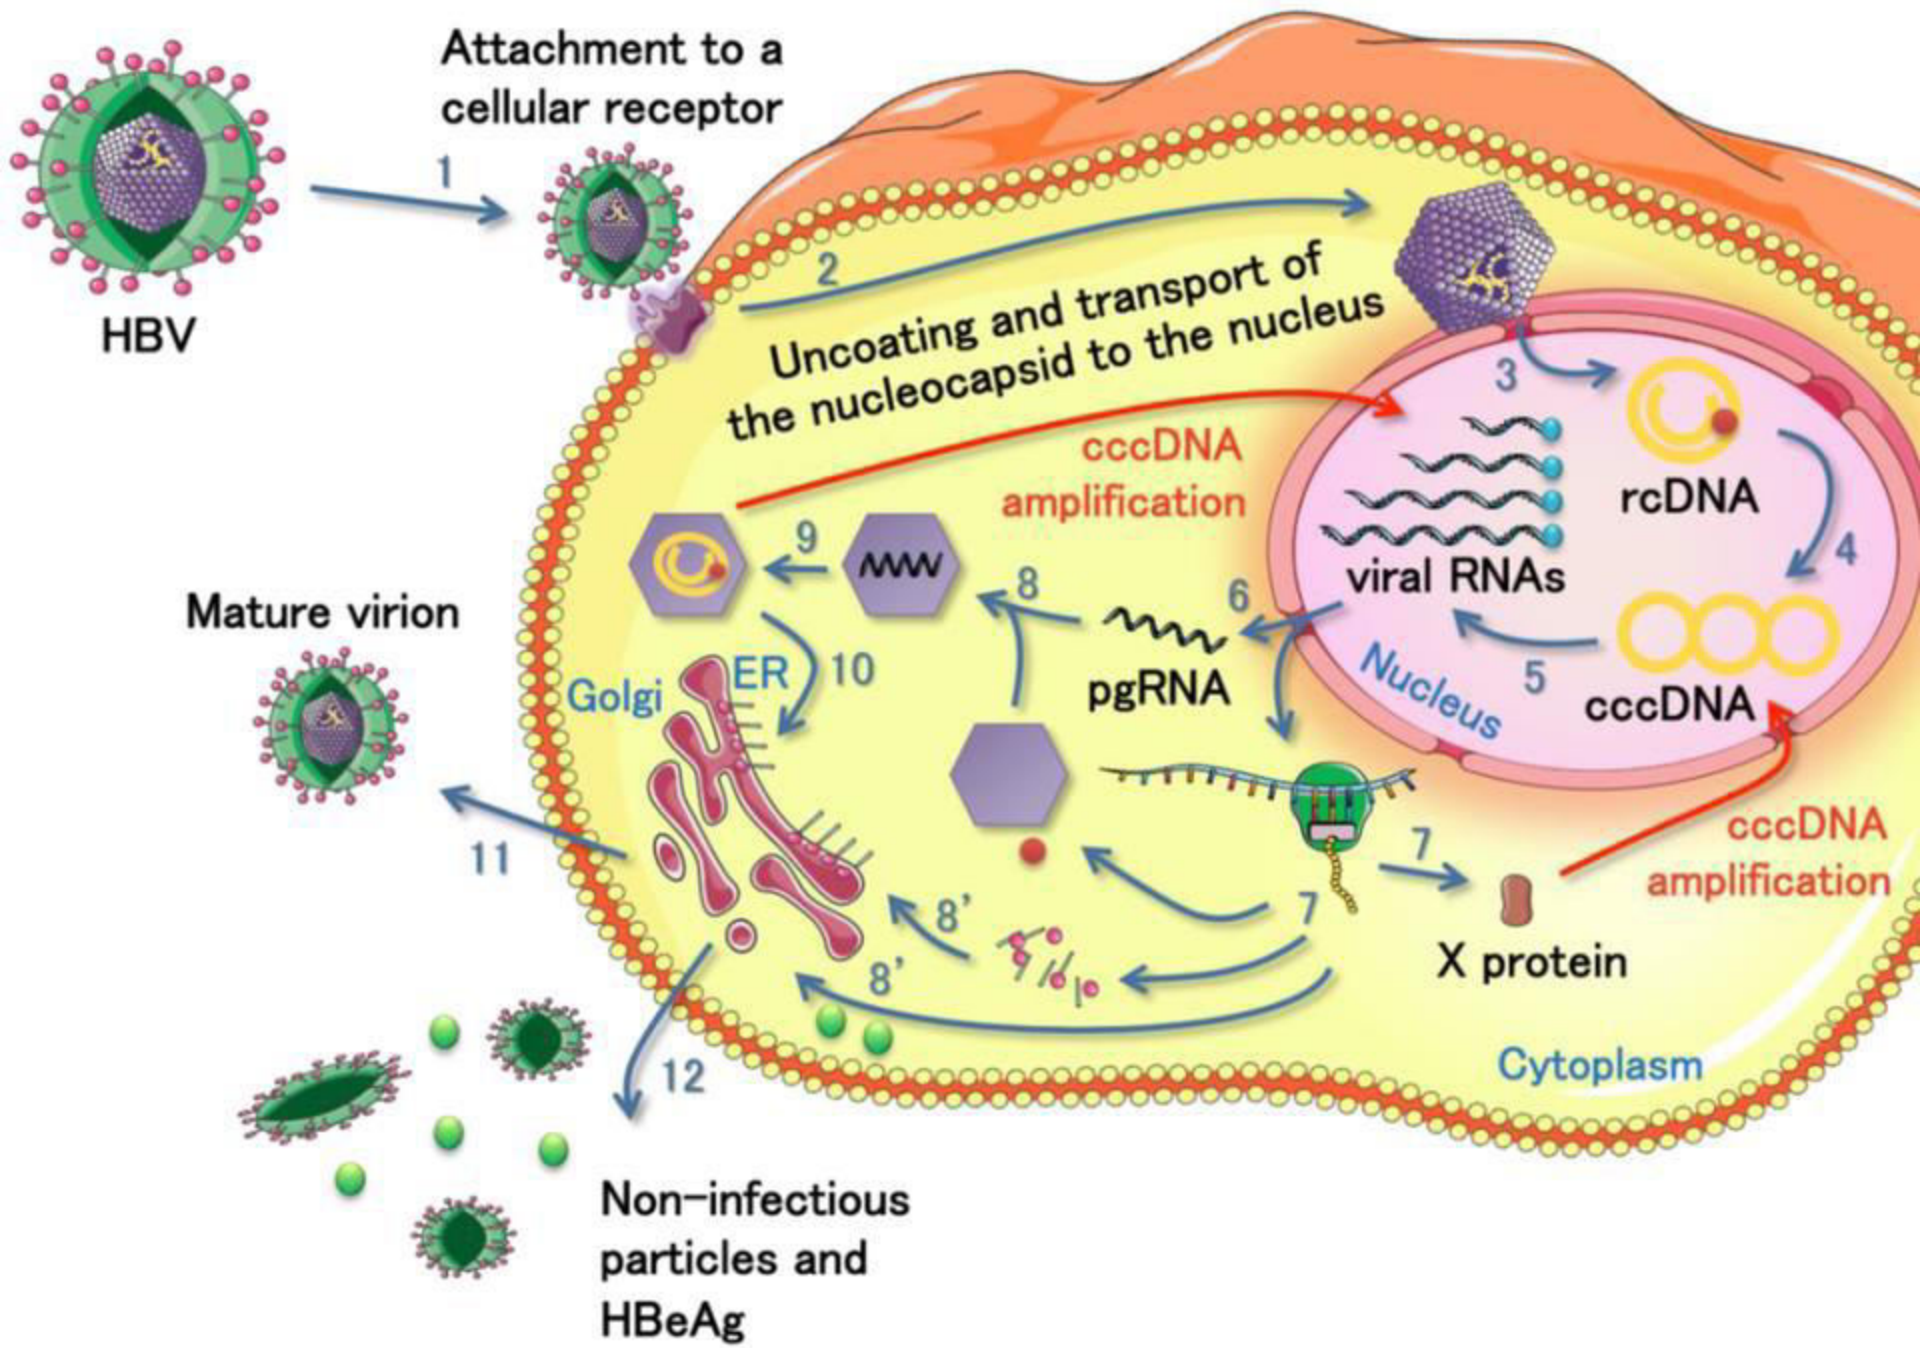 Attachment to a
cellular receptor
1
HBV
2
Uncoating and transport of
the nucleocapsid to the nucleus
3
rcDNA
4
cccDNA
amplification
viral RNAs
5
cccDNA
Nucleus
6
pgRNA
8
9
10
ER
Golgi
Mature virion
11
7
X protein
cccDNA
amplification
7
8'
8'
Cytoplasm
12
Non-infectious
particles and
HBeAg